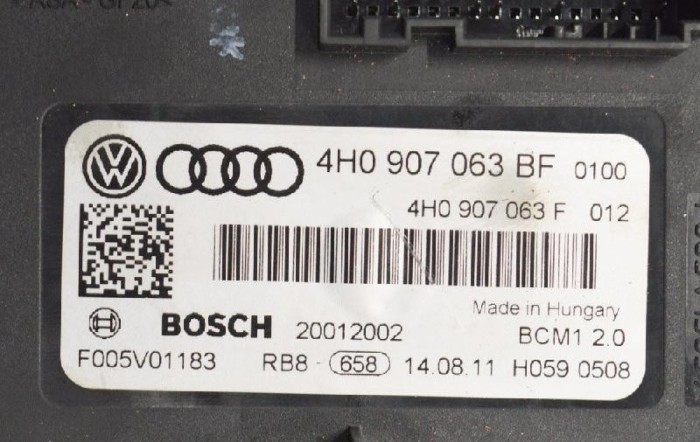 4H0 907 063 BF 0100
4H0 907 063 F 012
Made in Hungary
BOSCH 20012002 BCM1 2.0
F005V01183 RB8 - 658 14.08.11 H059 0508